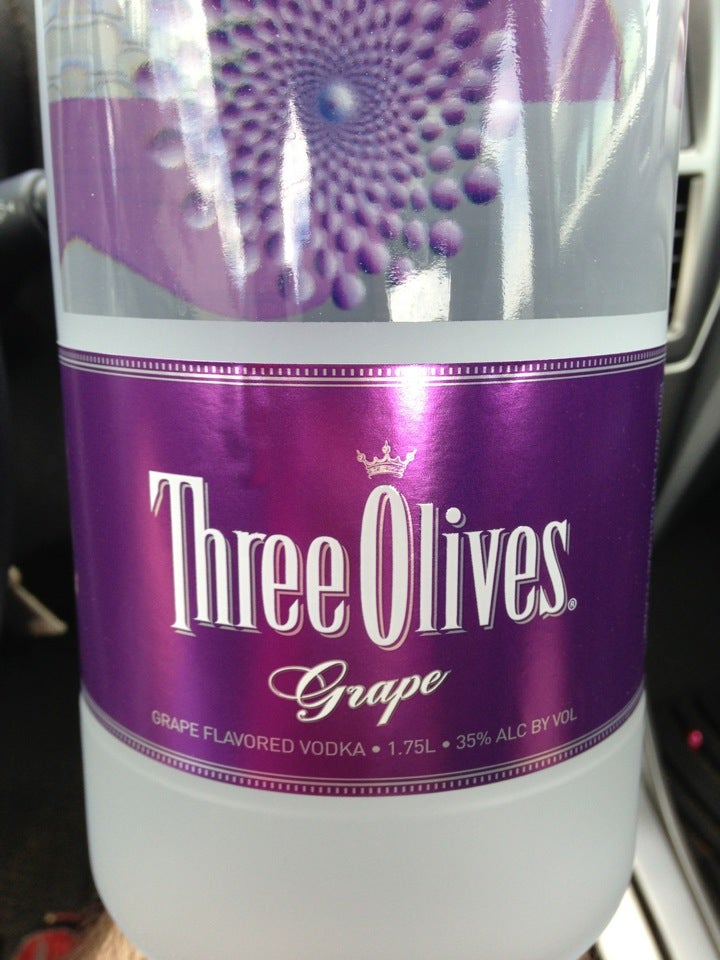 Three Olives®
Grape
GRAPE FLAVORED VODKA • 1.75L • 35% ALC BY VOL